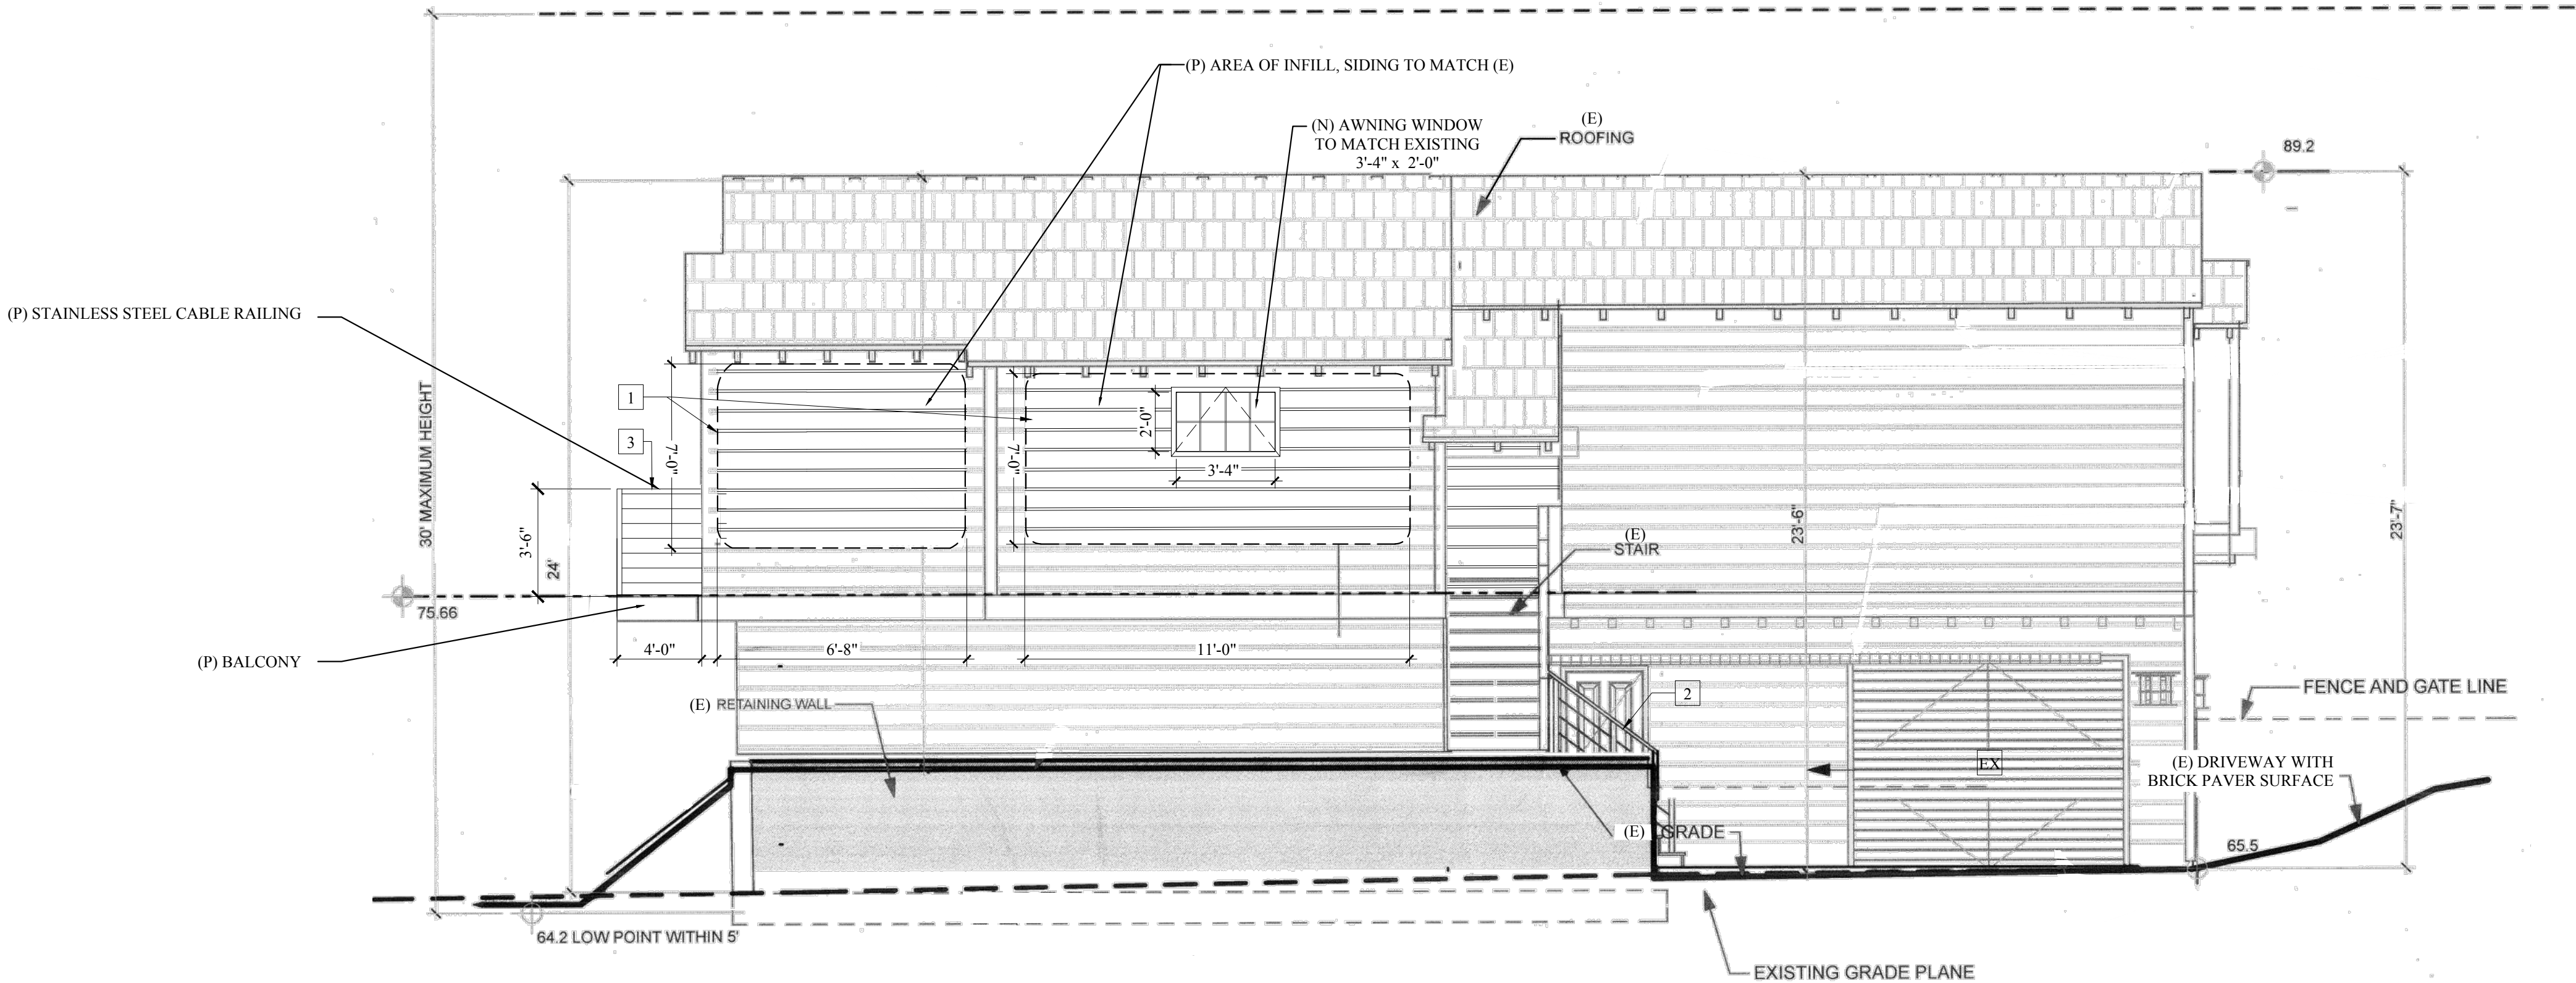 (P) AREA OF INFILL, SIDING TO MATCH (E)
(N) AWNING WINDOW
TO MATCH EXISTING
3'-4" x 2'-0"
(E)
ROOFING
89.2
(P) STAINLESS STEEL CABLE RAILING
30' MAXIMUM HEIGHT
1
3
7'-0"
7'-0"
2'-0"
3'-4"
3'-6"
24'
23'-6"
23'-7"
(E)
STAIR
75.66
(P) BALCONY
4'-0"
6'-8"
11'-0"
(E) RETAINING WALL
2
FENCE AND GATE LINE
EX
(E) DRIVEWAY WITH
BRICK PAVER SURFACE
(E) GRADE
65.5
64.2 LOW POINT WITHIN 5'
EXISTING GRADE PLANE